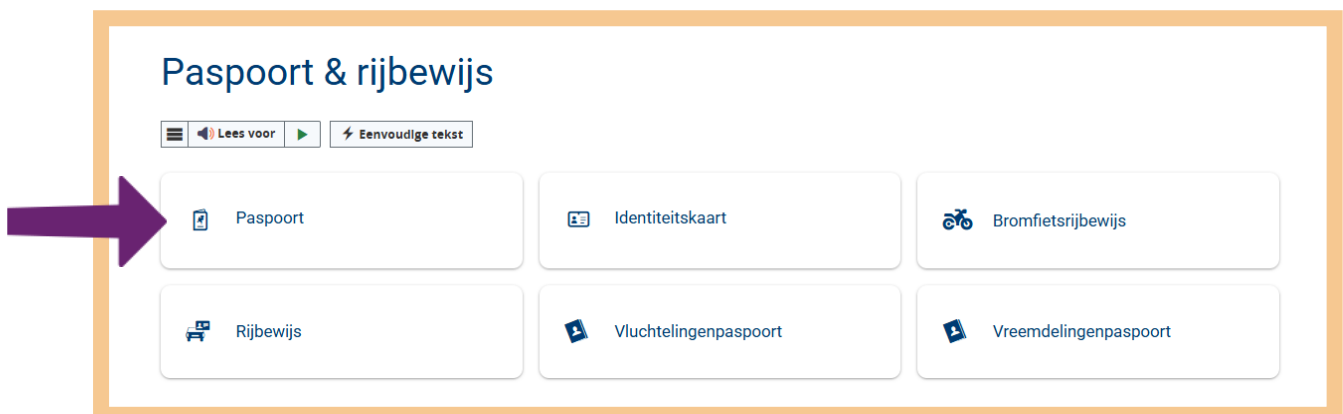 Paspoort & rijbewijs
Lees voor
Eenvoudige tekst
Paspoort
Identiteitskaart
Bromfietsrijbewijs
Rijbewijs
Vluchtelingenpaspoort
Vreemdelingenpaspoort